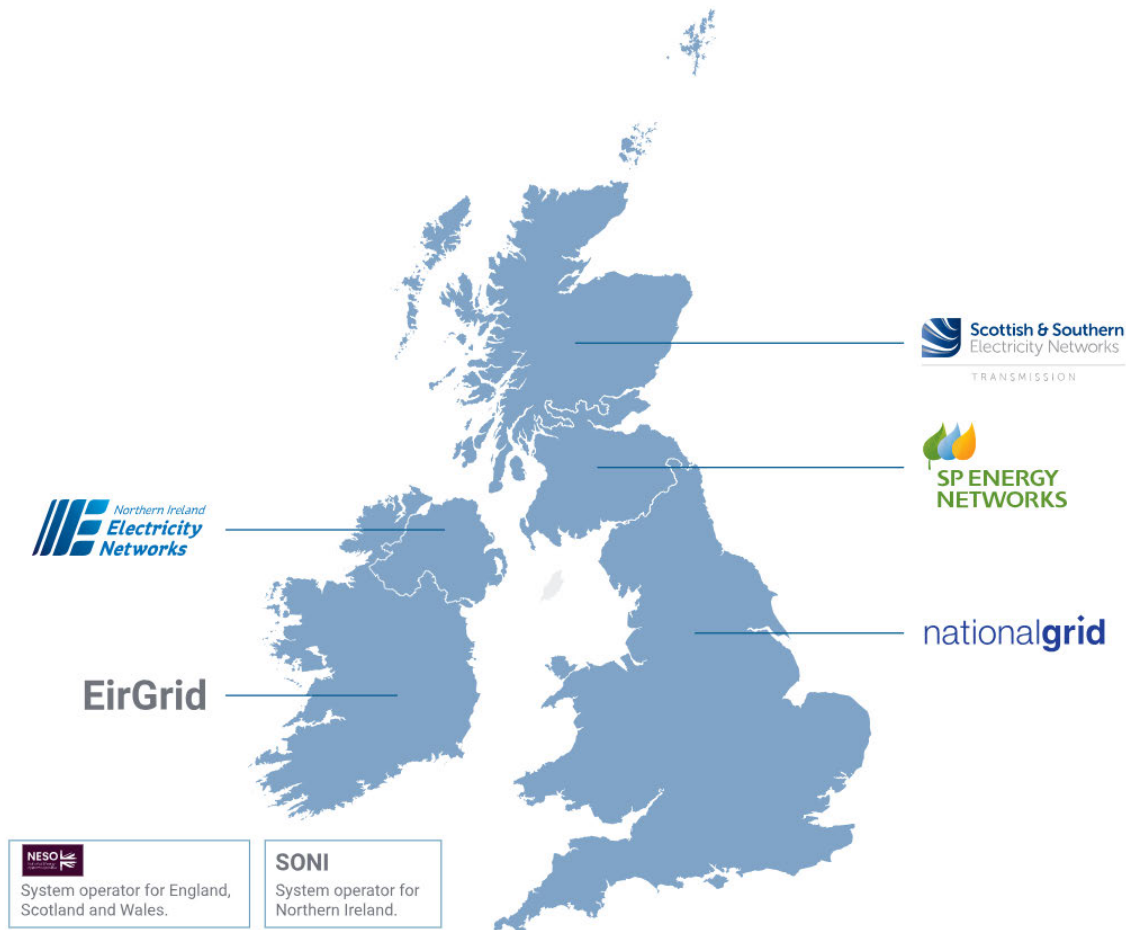 Scottish & Southern
Electricity Networks
TRANSMISSION
SP ENERGY
NETWORKS
Northern Ireland
Electricity
Networks
nationalgrid
EirGrid
NESO
System operator for England,
Scotland and Wales.
SONI
System operator for
Northern Ireland.